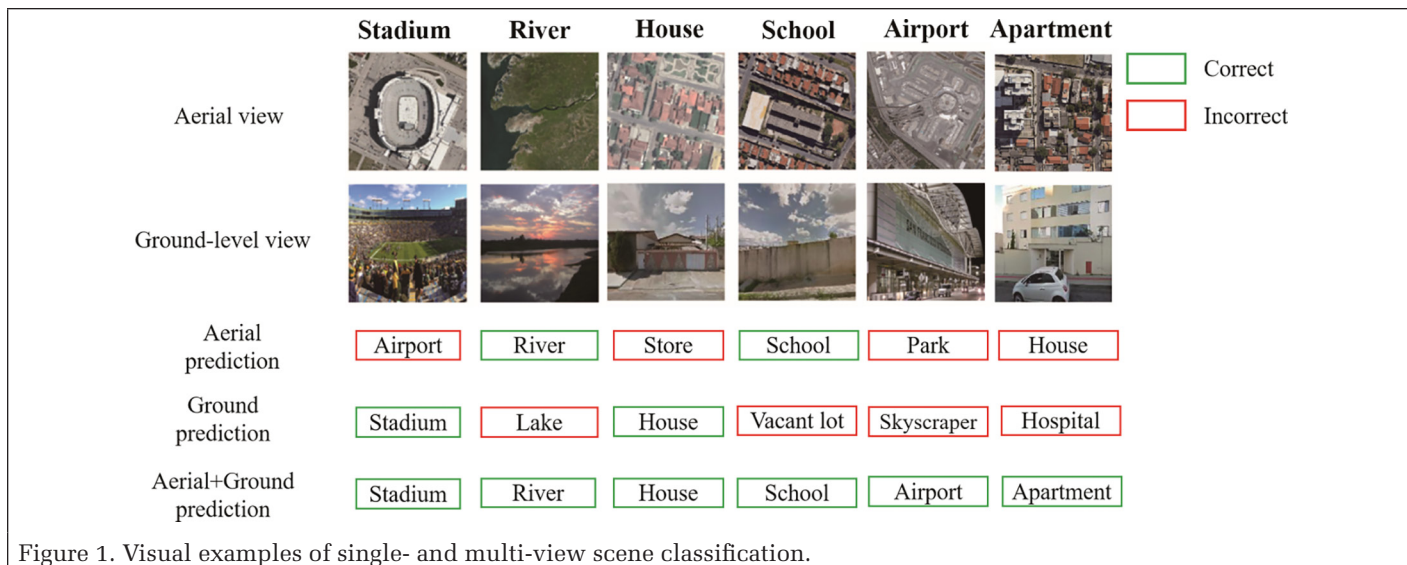 Stadium River House School Airport Apartment
Correct
Aerial view
Incorrect
Ground-level view
Aerial
prediction
Airport River Store School Park House
Ground
prediction
Stadium Lake House Vacant lot Skyscraper Hospital
Aerial+Ground
prediction
Stadium River House School Airport Apartment
Figure 1. Visual examples of single- and multi-view scene classification.